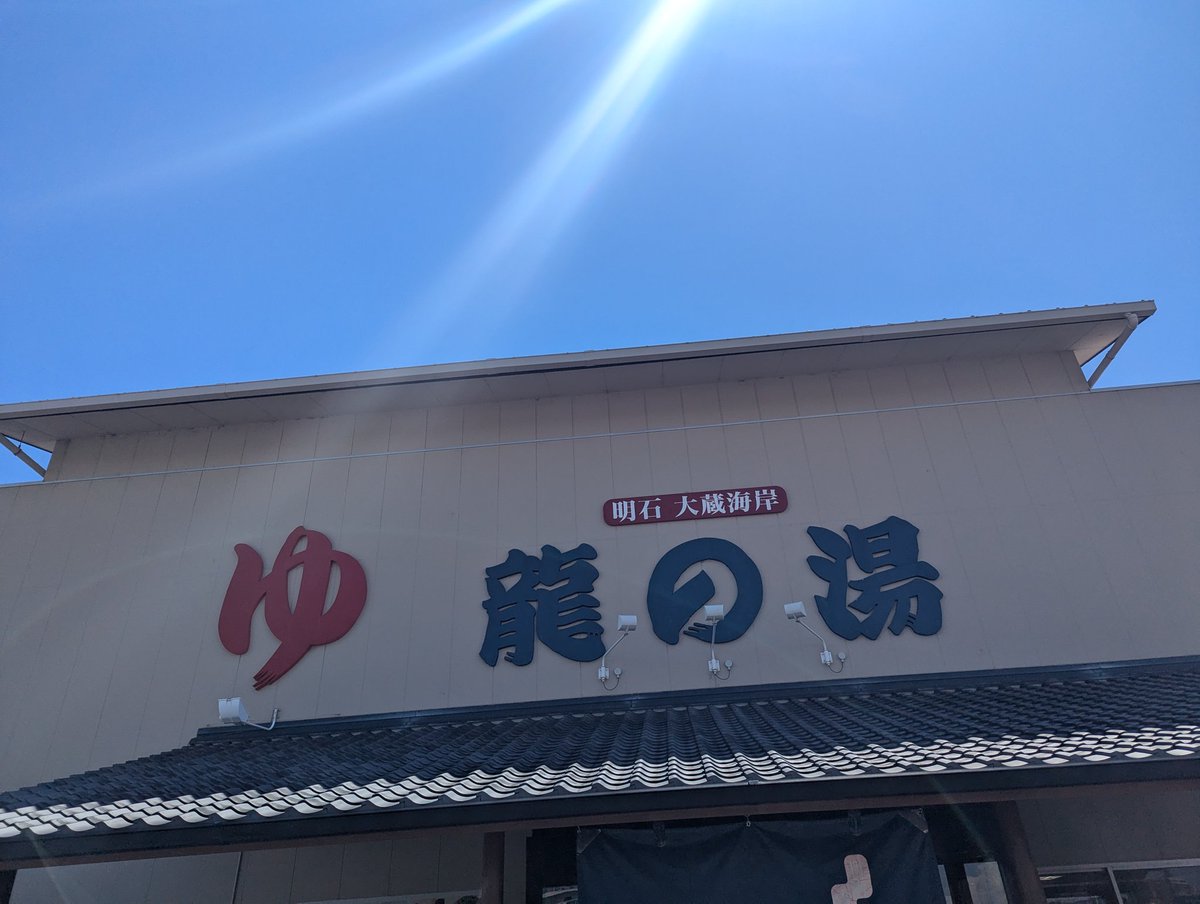 明石 大蔵海岸
ゆ 龍の湯